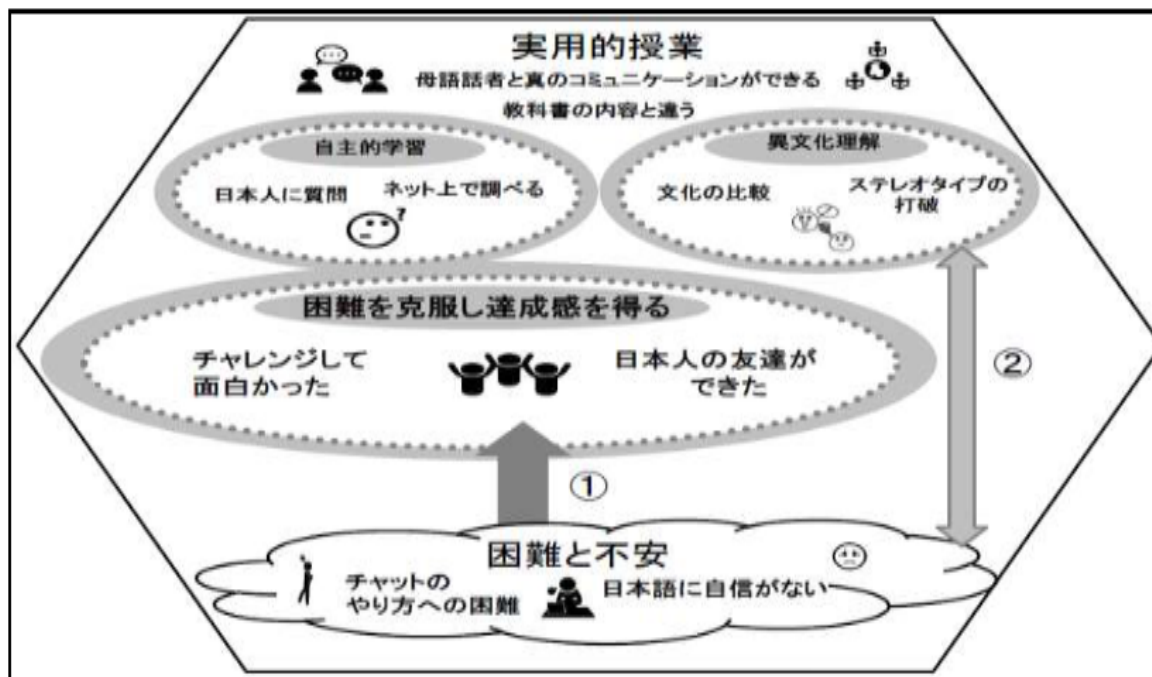 実用的授業
母語話者と真のコミュニケーションができる
教科書の内容と違う
自主的学習
日本人に質問
ネット上で調べる
?
異文化理解
文化の比較
ステレオタイプの
打破
困難を克服し達成感を得る
チャレンジして
面白かった
日本人の友達が
できた
①
②
困難と不安
チャットの
やり方への困難
日本語に自信がない